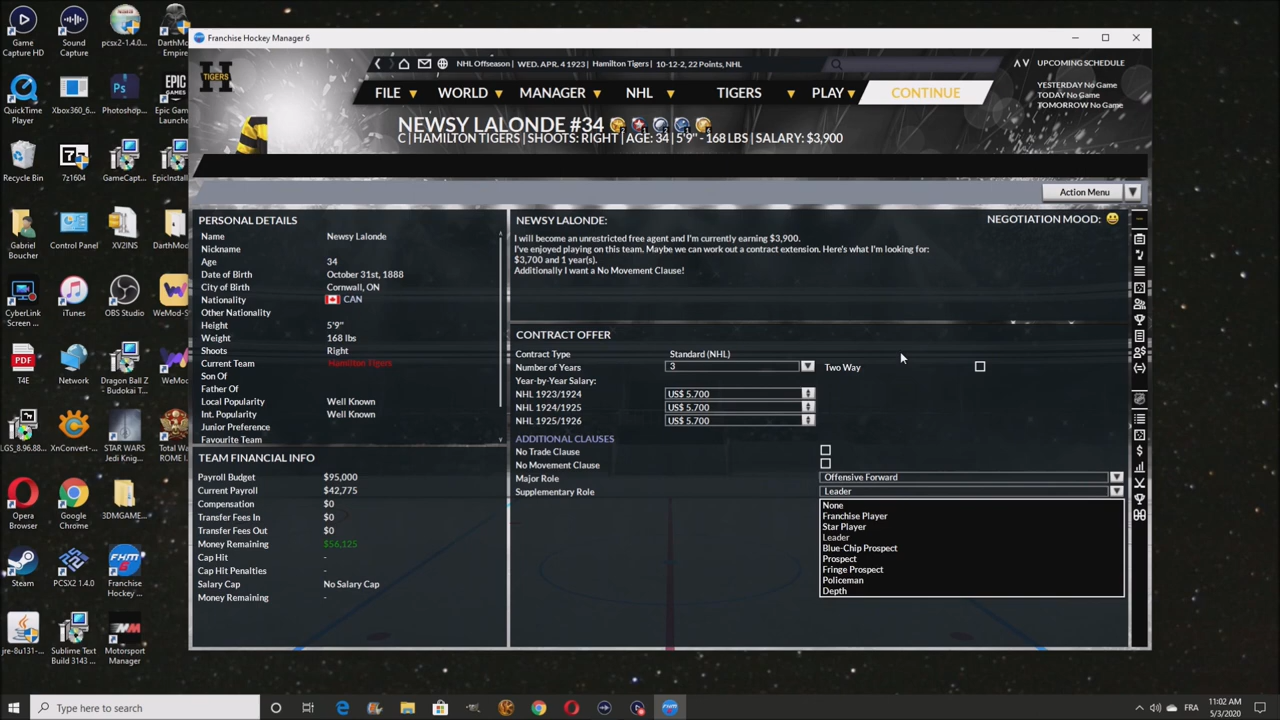 Game Capture HD
Sound Capture
pcsx2-1.4.0...
DarthMod Empire
QuickTime Player
Xbox360_6...
Photoshop...
Epic Games Launcher
Recycle Bin
7z1604
GameCapt...
EpicInstall...
Gabriel Boucher
Control Panel
XV2INS
DarthMod...
CyberLink Screen ...
iTunes
OBS Studio
WeMod-S...
T4E
Network
Dragon Ball Z - Budokai T...
WeMod
LGS_8.96.88...
XnConvert-...
STAR WARS Jedi Knig...
Total War ROME I...
Opera Browser
Google Chrome
3DMGAME...
Steam
PCSX2 1.4.0
Franchise Hockey ...
jre-8u131-...
Sublime Text Build 3143 ...
Motorsport Manager
Franchise Hockey Manager 6
H TIGERS
NHL Offseason | WED. APR. 4 1923 | Hamilton Tigers | 10-12-2, 22 Points, NHL
UPCOMING SCHEDULE
YESTERDAY No Game
TODAY No Game
TOMORROW No Game
FILE WORLD MANAGER NHL TIGERS PLAY CONTINUE
NEWSY LALONDE #34
C | HAMILTON TIGERS | SHOOTS: RIGHT | AGE: 34 | 5'9" - 168 LBS | SALARY: $3,900
Action Menu
PERSONAL DETAILS
Name Newsy Lalonde
Nickname
Age 34
Date of Birth October 31st, 1888
City of Birth Cornwall, ON
Nationality CAN
Other Nationality
Height 5'9"
Weight 168 lbs
Shoots Right
Current Team Hamilton Tigers
Son Of
Father Of
Local Popularity Well Known
Int. Popularity Well Known
Junior Preference
Favourite Team
TEAM FINANCIAL INFO
Payroll Budget $95,000
Current Payroll $42,775
Compensation $0
Transfer Fees In $0
Transfer Fees Out $0
Money Remaining $56,125
Cap Hit -
Cap Hit Penalties -
Salary Cap No Salary Cap
Money Remaining -
NEWSY LALONDE:
NEGOTIATION MOOD:
I will become an unrestricted free agent and I'm currently earning $3,900.
I've enjoyed playing on this team. Maybe we can work out a contract extension. Here's what I'm looking for:
$3,700 and 1 year(s).
Additionally I want a No Movement Clause!
CONTRACT OFFER
Contract Type Standard (NHL)
Number of Years 3 Two Way
Year-by-Year Salary:
NHL 1923/1924 US$ 5.700
NHL 1924/1925 US$ 5.700
NHL 1925/1926 US$ 5.700
ADDITIONAL CLAUSES
No Trade Clause
No Movement Clause
Major Role Offensive Forward
Supplementary Role Leader
None
Franchise Player
Star Player
Leader
Blue-Chip Prospect
Prospect
Fringe Prospect
Policeman
Depth
Type here to search
FRA
11:02 AM
5/3/2020